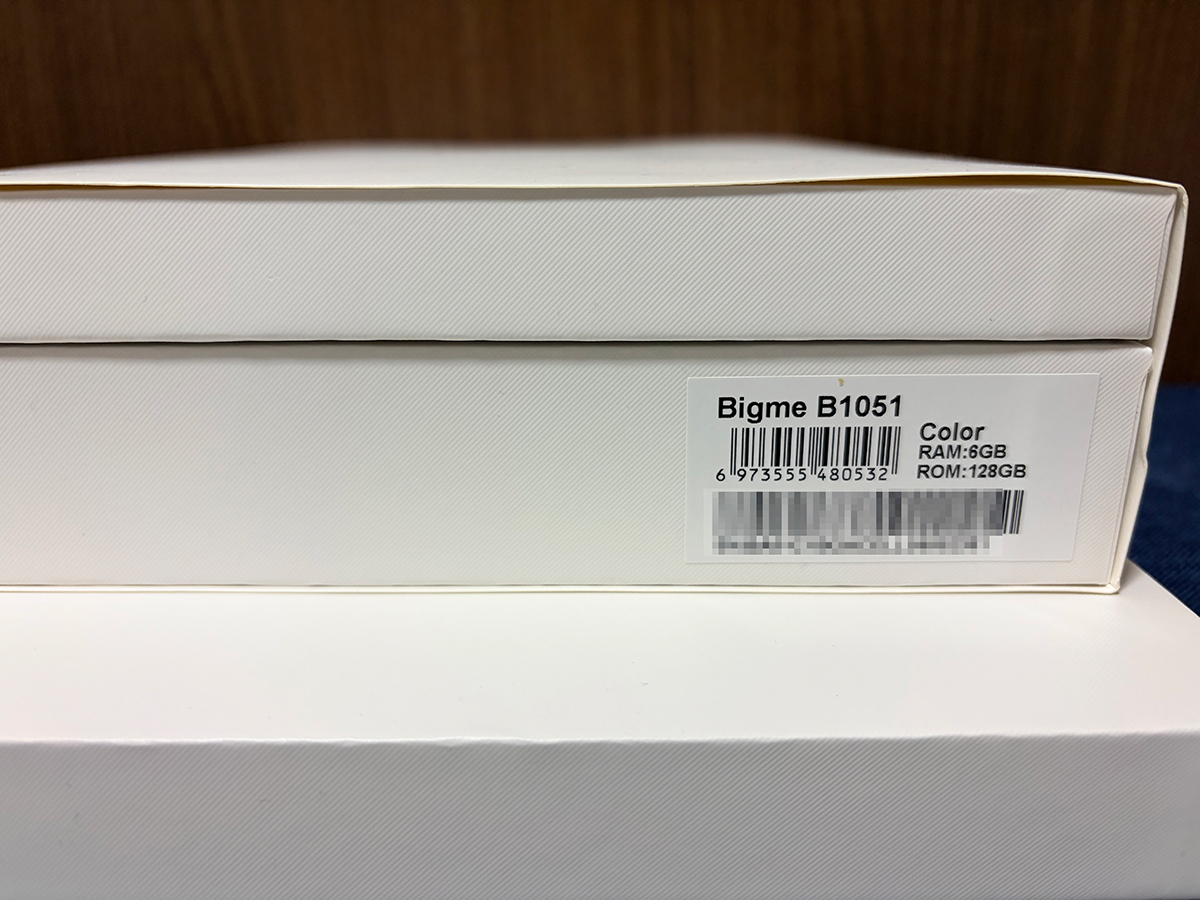 Bigme B1051
6 973555 480532
Color
RAM:6GB
ROM:128GB